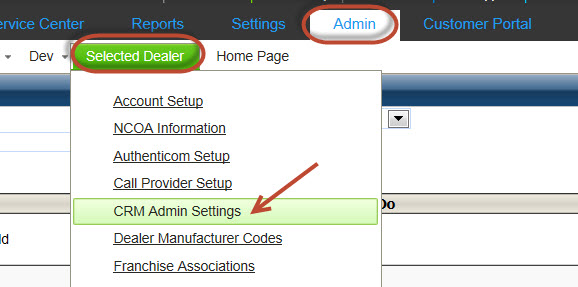 ervice Center Reports Settings Admin Customer Portal
Dev Selected Dealer Home Page
Account Setup
NCOA Information
Authenticom Setup
Call Provider Setup
CRM Admin Settings
Do
Dealer Manufacturer Codes
ld
Franchise Associations